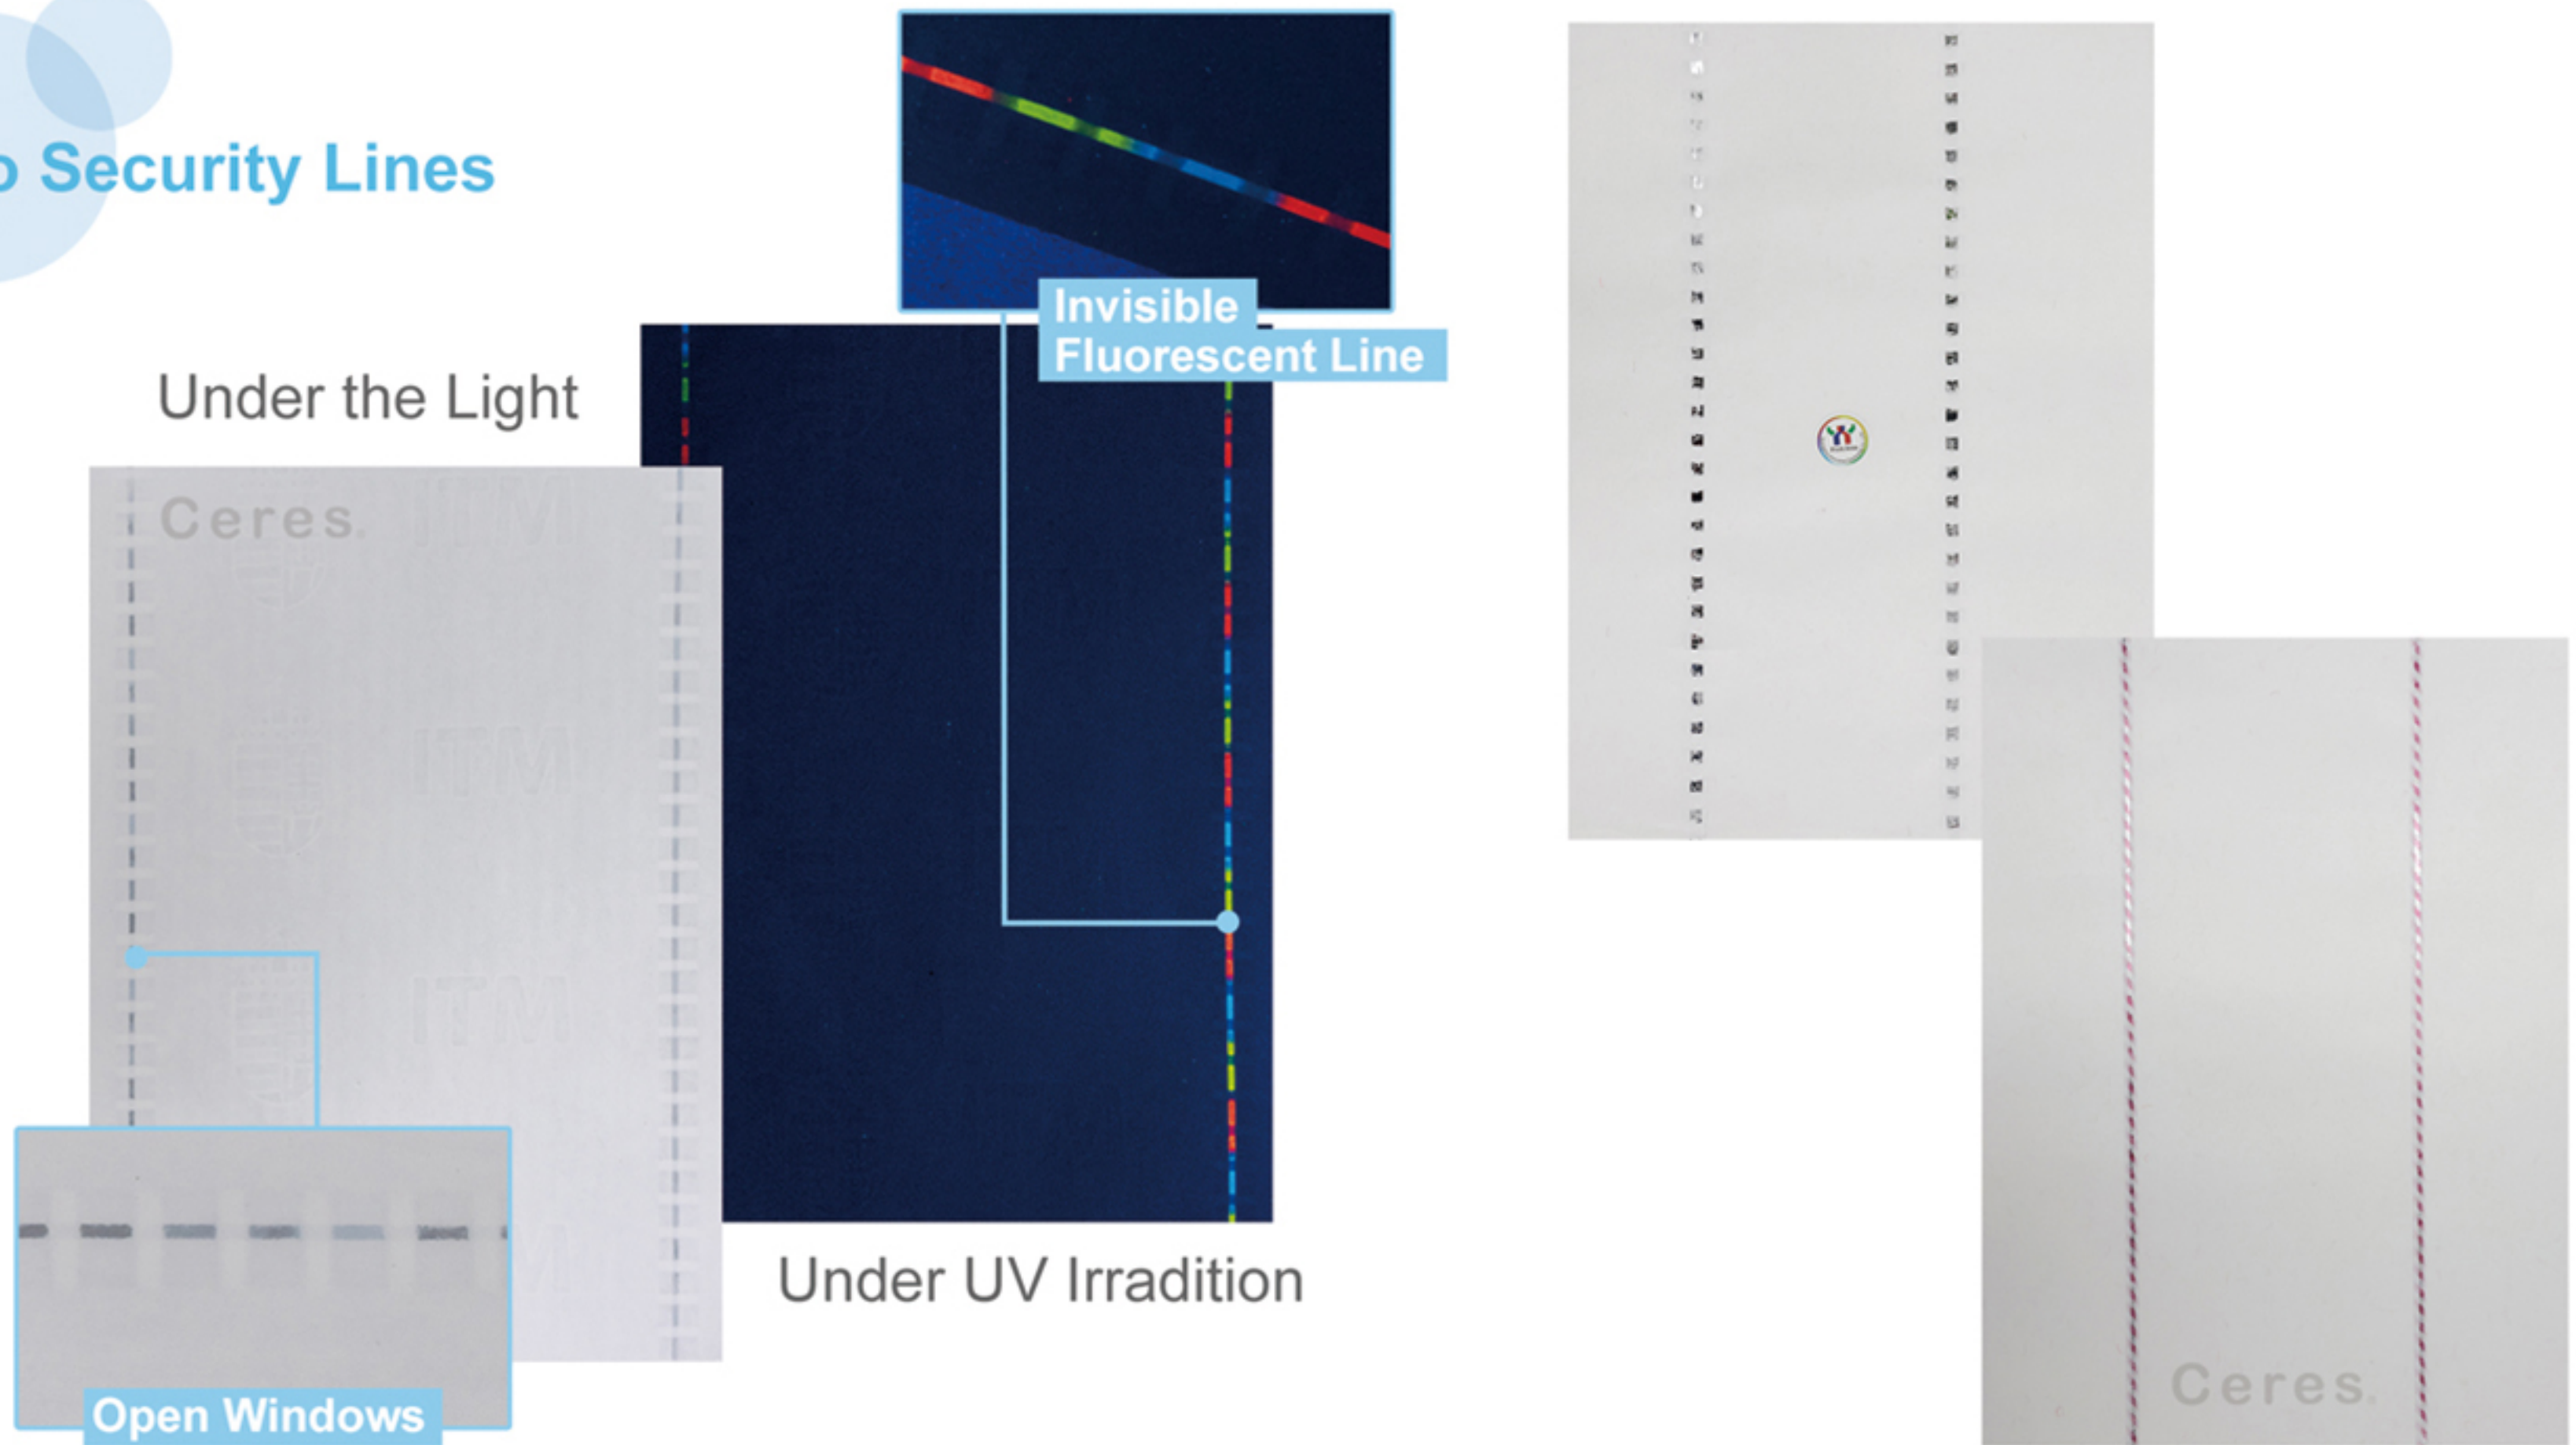 o Security Lines
Invisible
Fluorescent Line
Under the Light
Ceres.
ITM
ITM
ITM
Under UV Irradition
Open Windows
Ceres.